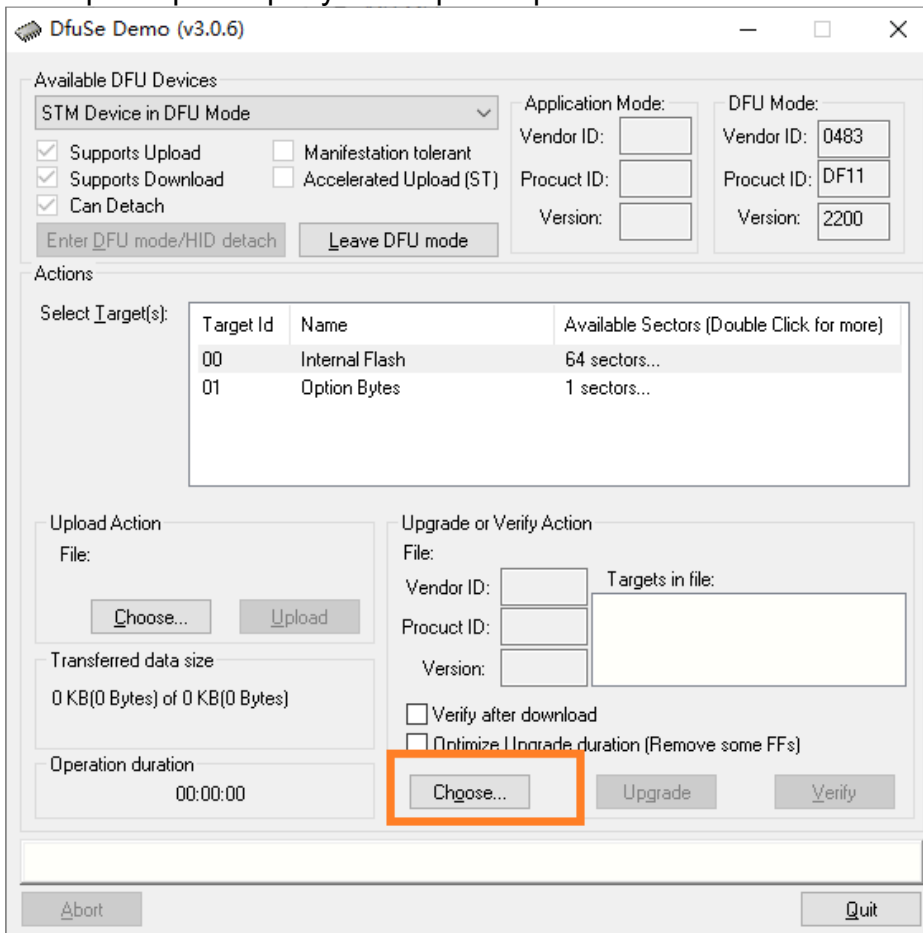 DfuSe Demo (v3.0.6)
Available DFU Devices
STM Device in DFU Mode
Supports Upload
Manifestation tolerant
Supports Download
Accelerated Upload (ST)
Can Detach
Enter DFU mode/HID detach
Leave DFU mode
Application Mode:
Vendor ID:
Procuct ID:
Version:
DFU Mode:
Vendor ID: 0483
Procuct ID: DF11
Version: 2200
Actions
Select Target(s):
Target Id Name Available Sectors (Double Click for more)
00 Internal Flash 64 sectors...
01 Option Bytes 1 sectors...
Upload Action
File:
Choose...
Upload
Transferred data size
0 KB(0 Bytes) of 0 KB(0 Bytes)
Operation duration
00:00:00
Upgrade or Verify Action
File:
Vendor ID:
Procuct ID:
Version:
Targets in file:
Verify after download
Optimize Upgrade duration (Remove some FFs)
Choose...
Upgrade
Verify
Abort
Quit